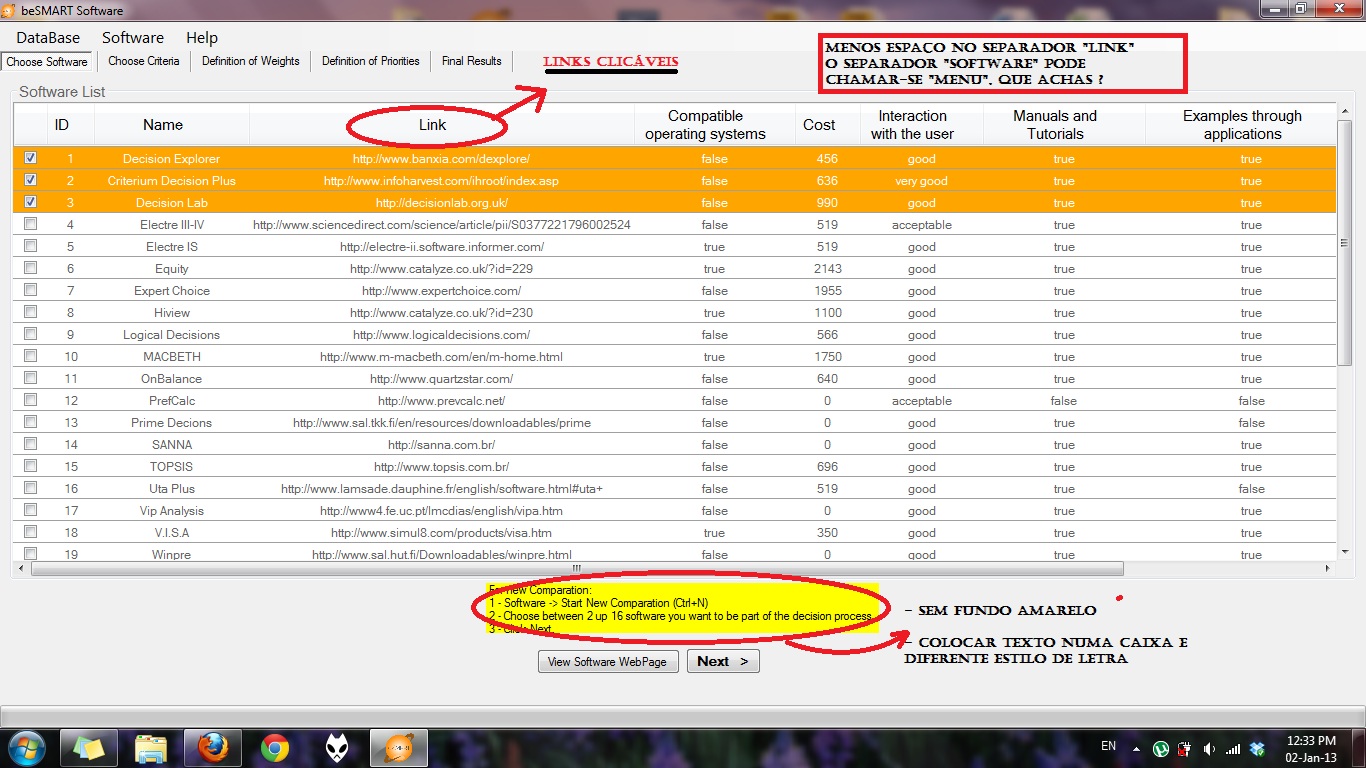 beSMART Software
DataBase Software Help
Choose Software Choose Criteria Definition of Weights Definition of Priorities Final Results
LINKS CLICÁVEIS
MENOS ESPAÇO NO SEPARADOR "LINK"
O SEPARADOR "SOFTWARE" PODE
CHAMAR-SE "MENU", QUE ACHAS ?
Software List
ID Name Link Compatible operating systems Cost Interaction with the user Manuals and Tutorials Examples through applications
1 Decision Explorer http://www.banxia.com/dexplore/ false 456 good true true
2 Criterium Decision Plus http://www.infoharvest.com/ihroot/index.asp false 636 very good true true
3 Decision Lab http://decisionlab.org.uk/ false 990 good true true
4 Electre III-IV http://www.sciencedirect.com/science/article/pii/S0377221796002524 false 519 acceptable true true
5 Electre IS http://electre-ii.software.informer.com/ true 519 good true true
6 Equity http://www.catalyze.co.uk/?id=229 true 2143 good true true
7 Expert Choice http://www.expertchoice.com/ false 1955 good true true
8 Hiview http://www.catalyze.co.uk/?id=230 true 1100 good true true
9 Logical Decisions http://www.logicaldecisions.com/ false 566 good true true
10 MACBETH http://www.m-macbeth.com/en/m-home.html true 1750 good true true
11 OnBalance http://www.quartzstar.com/ false 640 good true true
12 PrefCalc http://www.prevcalc.net/ false 0 acceptable false false
13 Prime Decions http://www.sal.tkk.fi/en/resources/downloadables/prime false 0 good true false
14 SANNA http://sanna.com.br/ false 0 good true true
15 TOPSIS http://www.topsis.com.br/ false 696 good true true
16 Uta Plus http://www.lamsade.dauphine.fr/english/software.html#uta+ false 519 good true false
17 Vip Analysis http://www4.fe.uc.pt/lmcdias/english/vipa.htm false 0 good true true
18 V.I.S.A http://www.simul8.com/products/visa.htm true 350 good true true
19 Winpre http://www.sal.hut.fi/Downloadables/winpre.html false 0 good true true
For new Comparation:
1 - Software -> Start New Comparation (Ctrl+N)
2 - Choose between 2 up 16 software you want to be part of the decision process
3 - Click Next
- SEM FUNDO AMARELO
- COLOCAR TEXTO NUMA CAIXA E
DIFERENTE ESTILO DE LETRA
View Software WebPage Next >
EN 12:33 PM
02-Jan-13